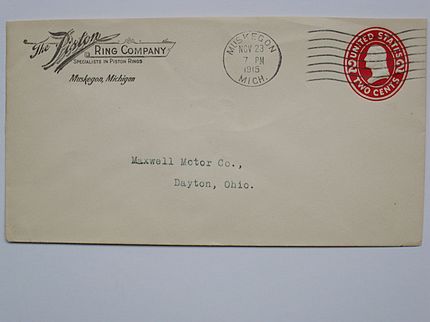 The Piston
RING COMPANY
SPECIALISTS IN PISTON RINGS
Muskegon, Michigan
MUSKEGON
NOV 23
7 PM
1915
MICH.
UNITED STATES
2 2
TWO CENTS
Maxwell Motor Co.,
Dayton, Ohio.